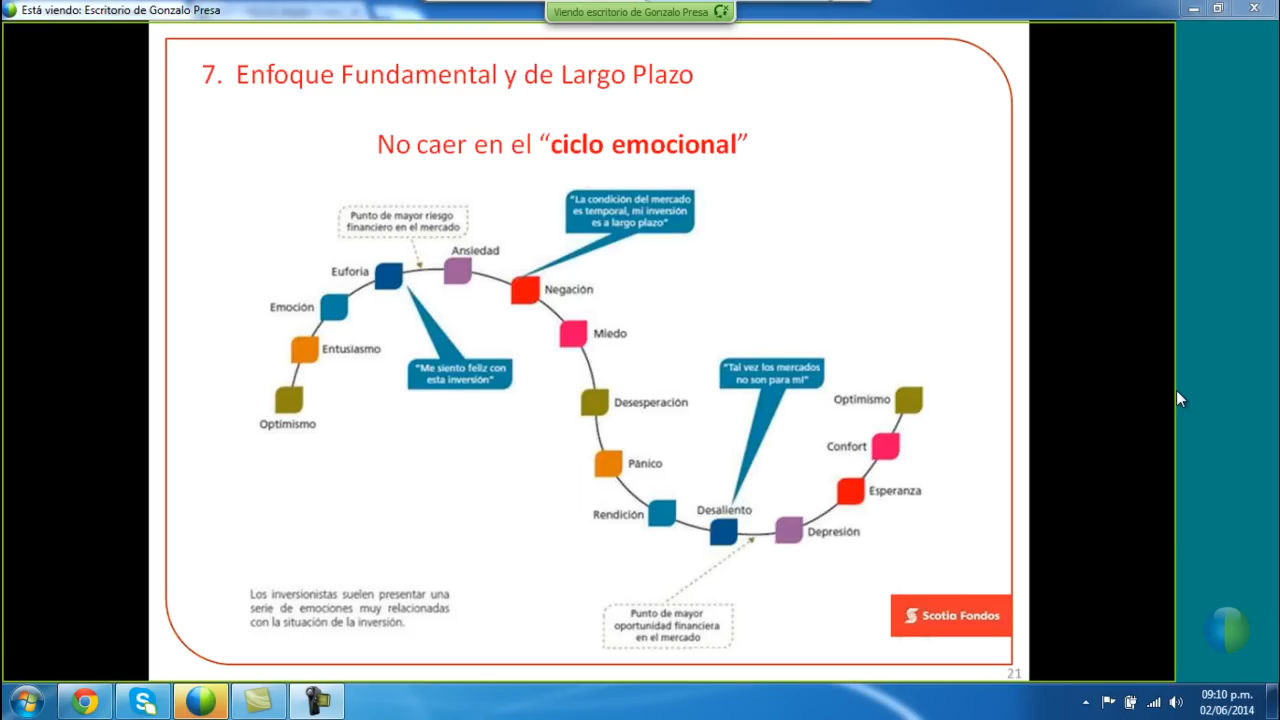 Está viendo: Escritorio de Gonzalo Presa
Viendo escritorio de Gonzalo Presa
7. Enfoque Fundamental y de Largo Plazo
No caer en el “ciclo emocional”
"La condición del mercado
es temporal, mi inversión
es a largo plazo"
Punto de mayor riesgo
financiero en el mercado
Ansiedad
Euforia
Negación
Emoción
Miedo
Entusiasmo
"Me siento feliz con
esta inversión"
"Tal vez los mercados
no son para mí"
Optimismo
Desesperación
Optimismo
Confort
Pánico
Esperanza
Rendición
Desaliento
Depresión
Los inversionistas suelen presentar una
serie de emociones muy relacionadas
con la situación de la inversión.
Punto de mayor
oportunidad financiera
en el mercado
Scotia Fondos
21
09:10 p.m.
02/06/2014